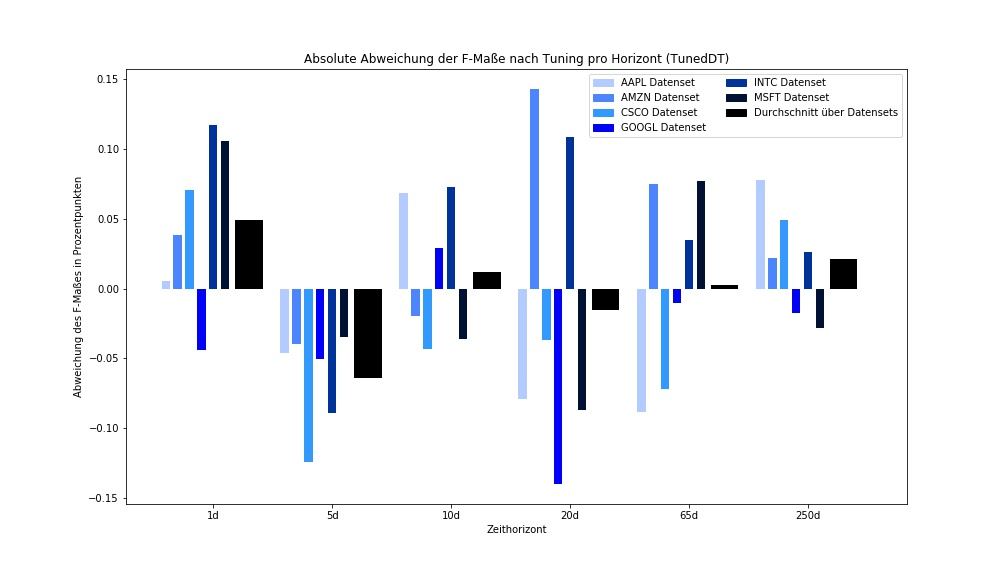 Absolute Abweichung der F-Maße nach Tuning pro Horizont (TunedDT)
AAPL Datenset
AMZN Datenset
CSCO Datenset
GOOGL Datenset
INTC Datenset
MSFT Datenset
Durchschnitt über Datensets
Abweichung des F-Maßes in Prozentpunkten
0.15
0.10
0.05
0.00
−0.05
−0.10
−0.15
1d 5d 10d 20d 65d 250d
Zeithorizont